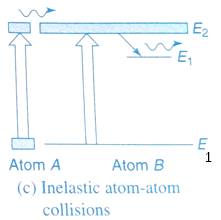 E₂
E₁
E
1
Atom A Atom B
(c) Inelastic atom-atom
collisions